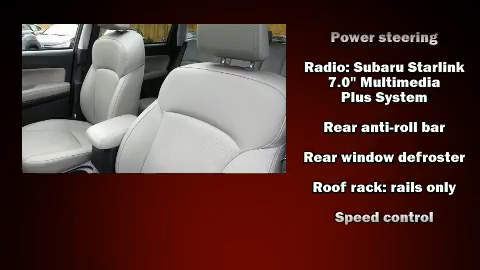 Power steering
Radio: Subaru Starlink
7.0" Multimedia
Plus System
Rear anti-roll bar
Rear window defroster
Roof rack: rails only
Speed control